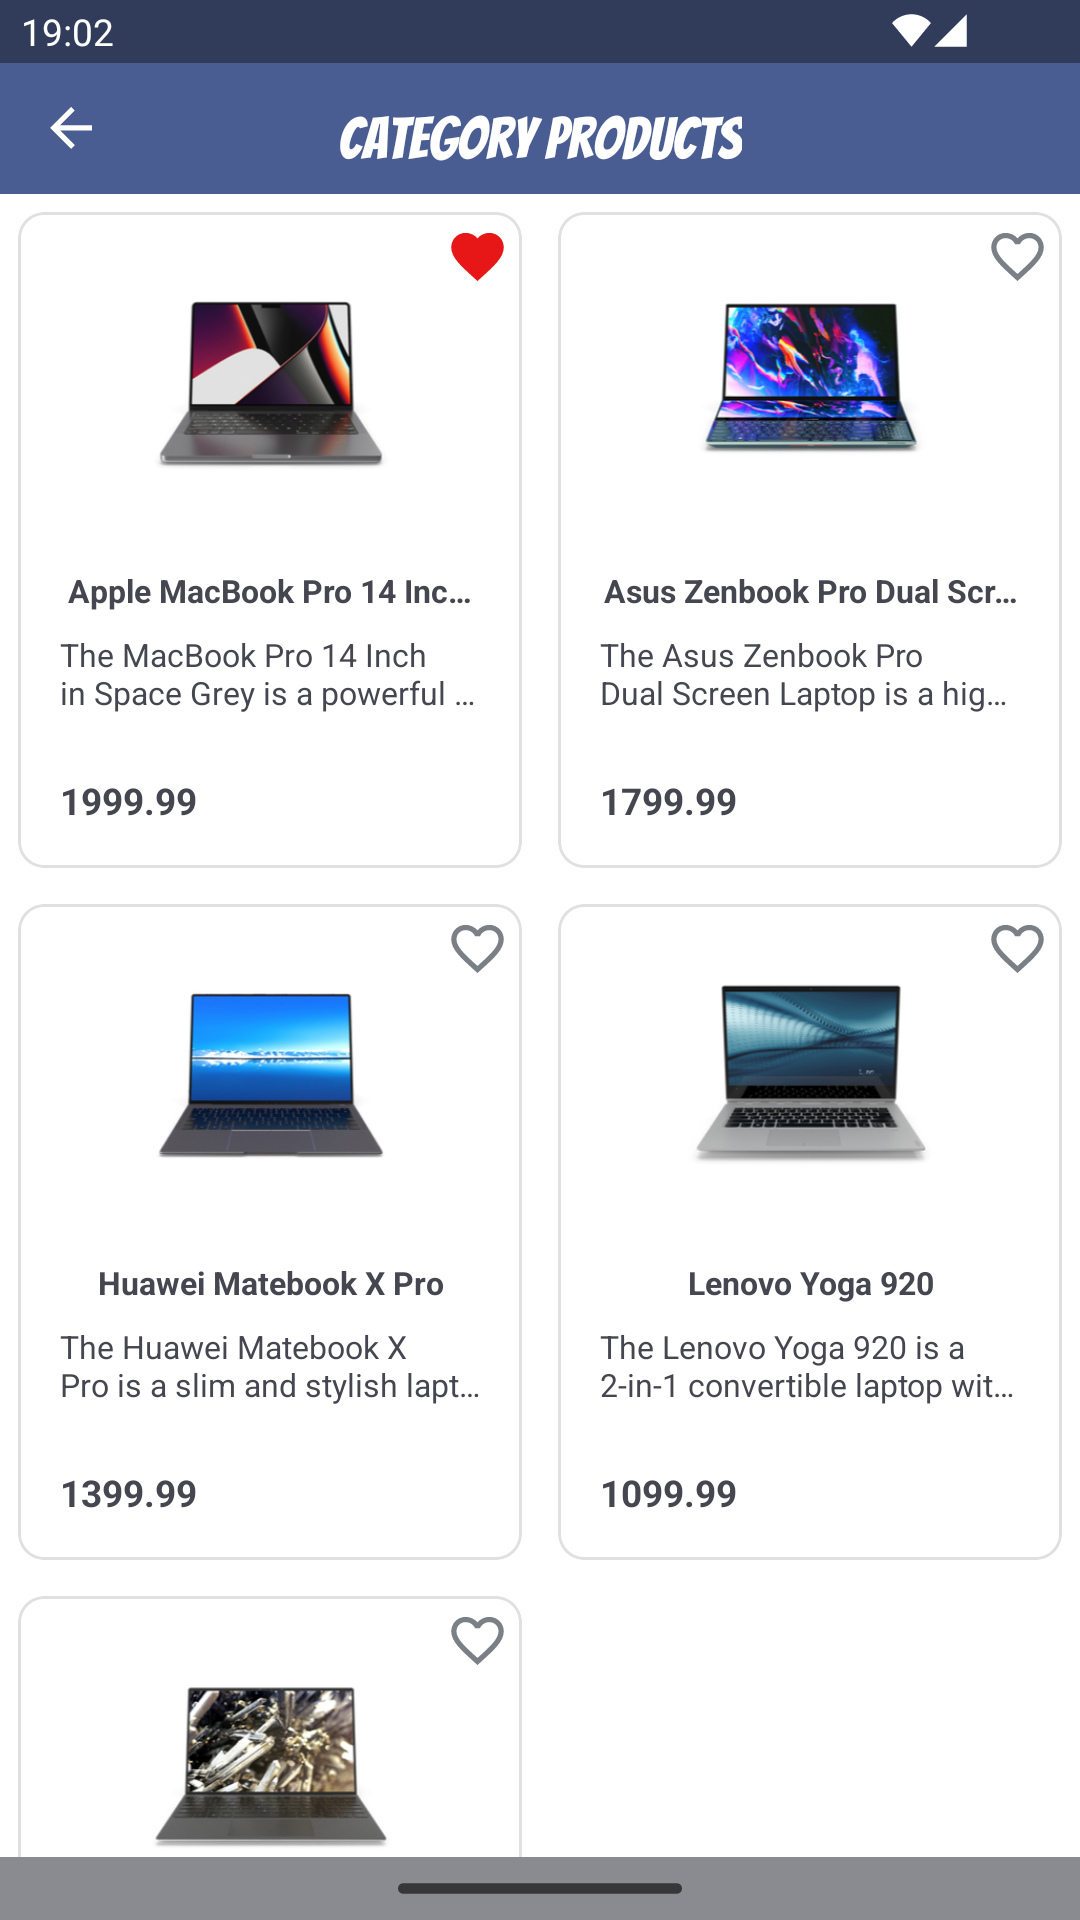 19:02
CATEGORY PRODUCTS
Apple MacBook Pro 14 Inc...
The MacBook Pro 14 Inch
in Space Grey is a powerful ...
1999.99
Asus Zenbook Pro Dual Scr...
The Asus Zenbook Pro
Dual Screen Laptop is a hig...
1799.99
Huawei Matebook X Pro
The Huawei Matebook X
Pro is a slim and stylish lapt...
1399.99
Lenovo Yoga 920
The Lenovo Yoga 920 is a
2-in-1 convertible laptop wit...
1099.99